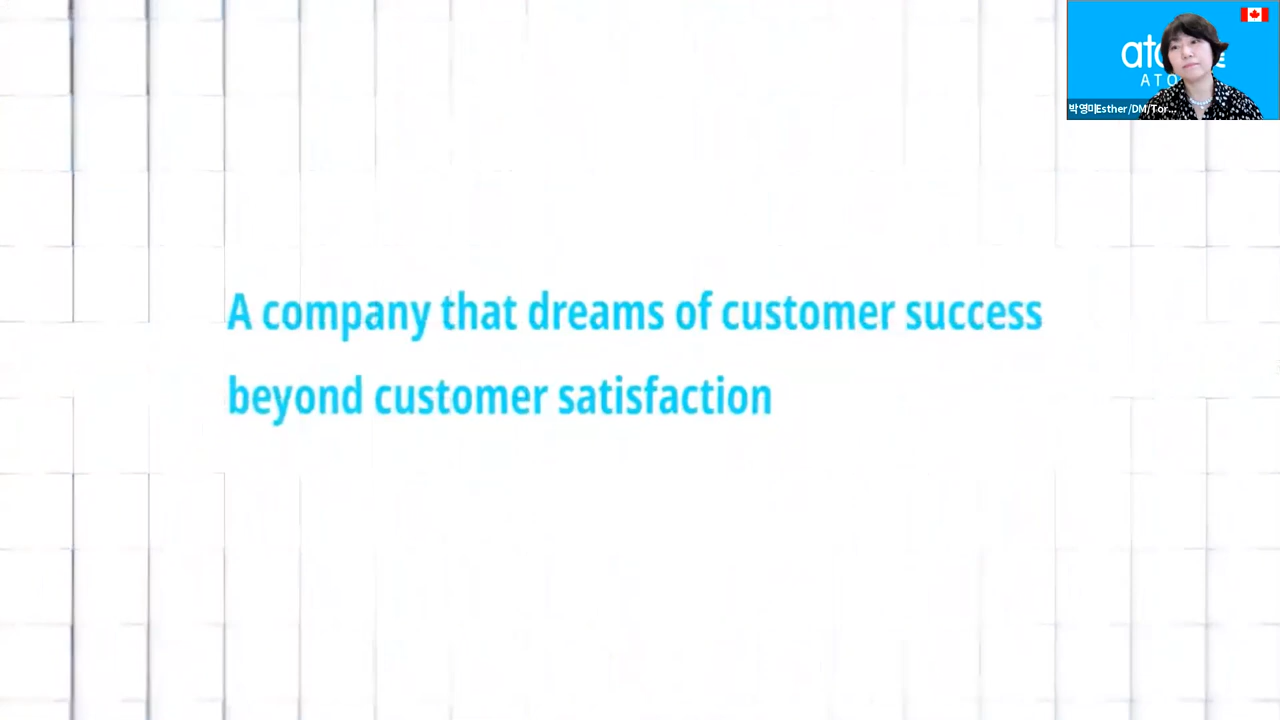 A company that dreams of customer success
beyond customer satisfaction
ATO
박영미Esther/DM/Tor...